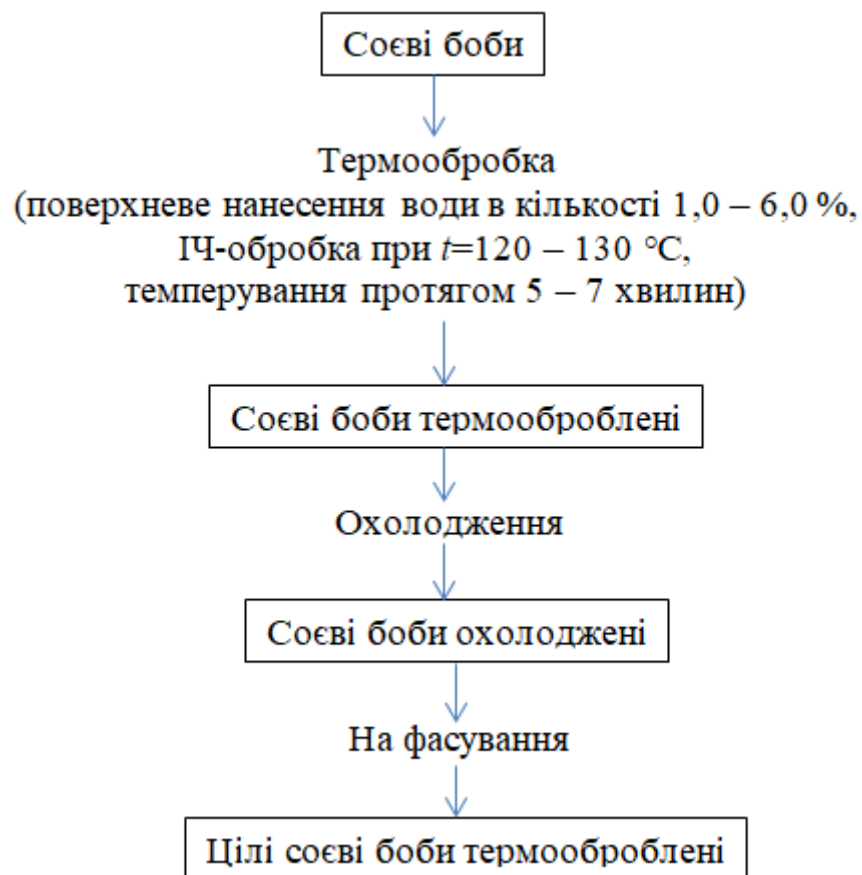 Соєві боби
Термообробка
(поверхневе нанесення води в кількості 1,0 – 6,0 %,
ІЧ-обробка при t=120 – 130 °С,
темперування протягом 5 – 7 хвилин)
Соєві боби термооброблені
Охолодження
Соєві боби охолоджені
На фасування
Цілі соєві боби термооброблені